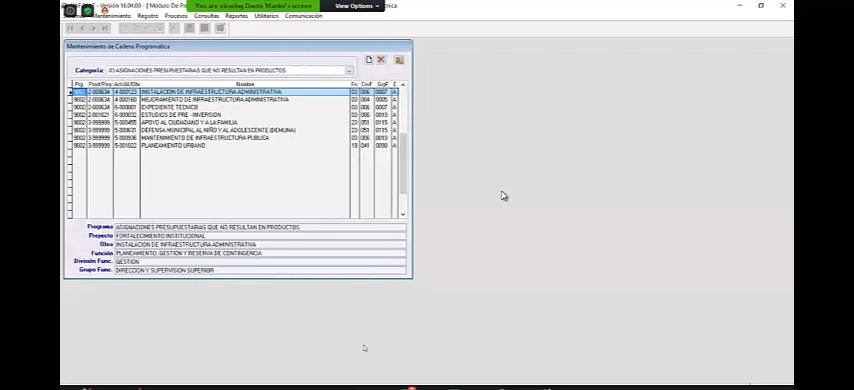 Versión 16.04.00 - [ Módulo De Pro
You are viewing Dante Manini's screen
View Options
Mantenimiento Registro Procesos Consultas Reportes Utilitarios Comunicación
Mantenimiento de Cadena Programática
Categoría: 03 ASIGNACIONES PRESUPUESTARIAS QUE NO RESULTAN EN PRODUCTOS
Prg Prod/Proy Act/Al/Obr Nombre Fn DivF GrpF E
9002 2-000634 4-000123 INSTALACION DE INFRAESTRUCTURA ADMINISTRATIVA 03 006 0007 A
9002 2-000634 4-000160 MEJORAMIENTO DE INFRAESTRUCTURA ADMINISTRATIVA 03 004 0005 A
9002 2-000634 6-000001 EXPEDIENTE TECNICO 03 006 0007 A
9002 2-001621 6-000032 ESTUDIOS DE PRE - INVERSION 03 006 0010 A
9002 3-999999 5-000455 APOYO AL CIUDADANO Y A LA FAMILIA 23 051 0115 A
9002 3-999999 5-000631 DEFENSA MUNICIPAL AL NIÑO Y AL ADOLESCENTE (DEMUNA) 23 051 0115 A
9002 3-999999 5-000936 MANTENIMIENTO DE INFRAESTRUCTURA PUBLICA 03 006 0010 A
9002 3-999999 5-001022 PLANEAMIENTO URBANO 19 041 0090 A
Programa ASIGNACIONES PRESUPUESTARIAS QUE NO RESULTAN EN PRODUCTOS
Proyecto FORTALECIMIENTO INSTITUCIONAL
Obra INSTALACION DE INFRAESTRUCTURA ADMINISTRATIVA
Función PLANEAMIENTO, GESTION Y RESERVA DE CONTINGENCIA
División Func. GESTION
Grupo Func. DIRECCION Y SUPERVISION SUPERIOR